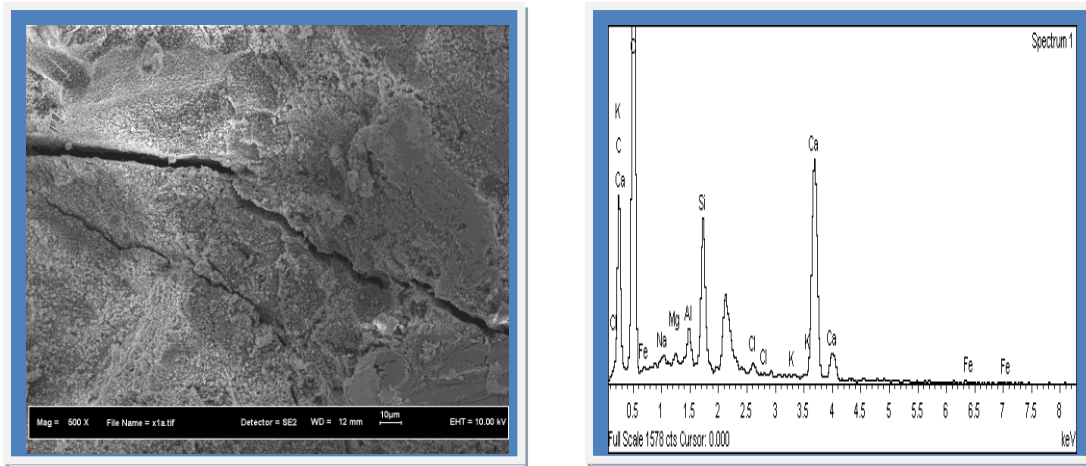 Mag = 500 X File Name = x1a.tif Detector = SE2 WD = 12 mm 10µm EHT = 10.00 kV
Spectrum 1
O
K
C
Ca
Ca
Si
Cl
Fe
Na
Mg
Al
Cl
Cl
K
K
Ca
Fe
Fe
0.5 1 1.5 2 2.5 3 3.5 4 4.5 5 5.5 6 6.5 7 7.5 8
Full Scale 1578 cts Cursor: 0.000 keV